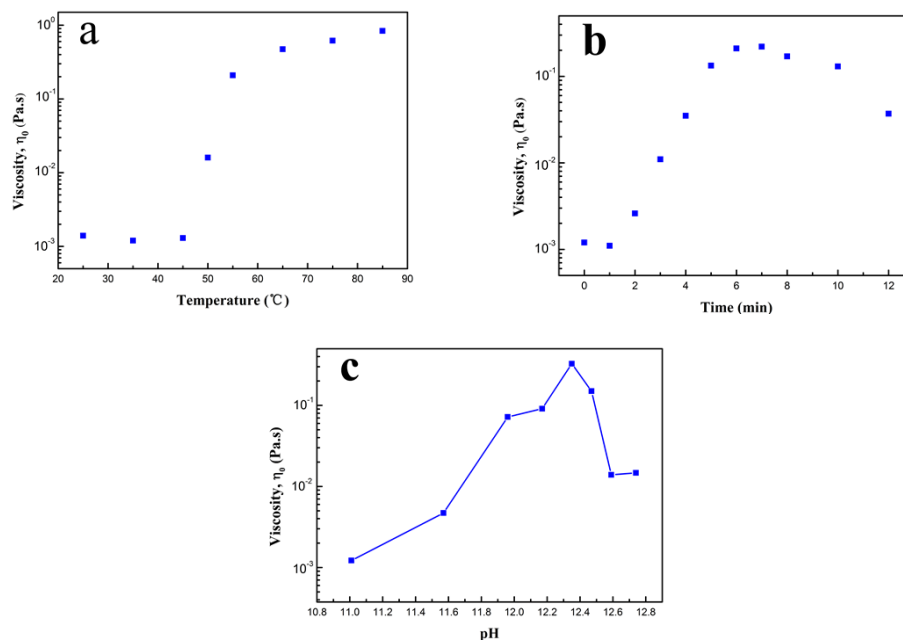 a
10^0
10^-1
10^-2
10^-3
Viscosity, η0 (Pa.s)
20 30 40 50 60 70 80 90
Temperature (℃)
b
10^-1
10^-2
10^-3
Viscosity, η0 (Pa.s)
0 2 4 6 8 10 12
Time (min)
c
10^-1
10^-2
10^-3
Viscosity, η0 (Pa.s)
10.8 11.0 11.2 11.4 11.6 11.8 12.0 12.2 12.4 12.6 12.8
pH